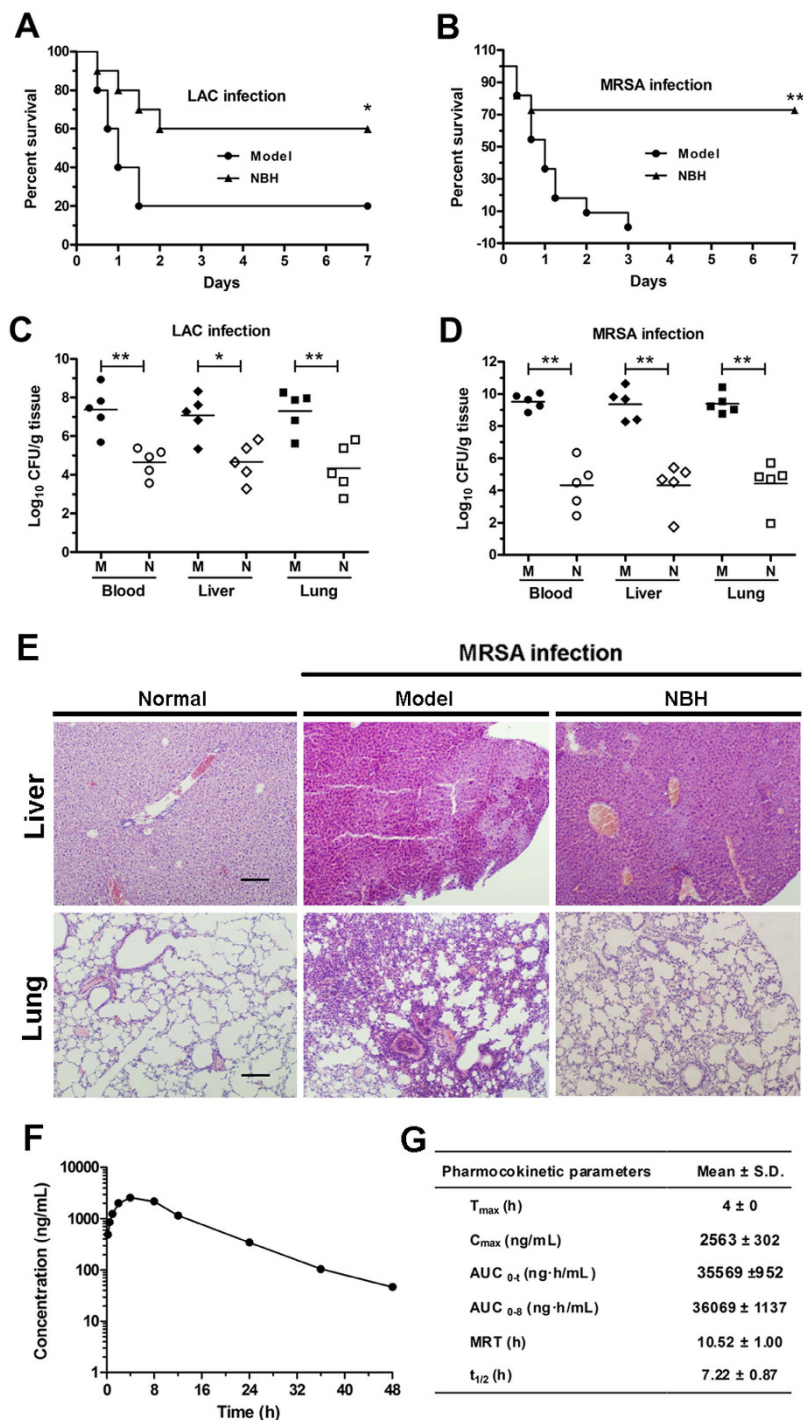 A
LAC infection
*
Percent survival
100
80
60
40
20
0
Model
NBH
0 1 2 3 4 5 6 7
Days
B
MRSA infection
**
Percent survival
110
90
70
50
30
10
-10
Model
NBH
0 1 2 3 4 5 6 7
Days
C
LAC infection
** * **
Log10 CFU/g tissue
10
8
6
4
2
0
M N M N M N
Blood Liver Lung
D
MRSA infection
** ** **
Log10 CFU/g tissue
12
10
8
6
4
2
0
M N M N M N
Blood Liver Lung
E
MRSA infection
Normal Model NBH
Liver
Lung
F
Concentration (ng/mL)
10000
1000
100
10
1
0 8 16 24 32 40 48
Time (h)
G
Pharmocokinetic parameters Mean ± S.D.
Tmax (h) 4 ± 0
Cmax (ng/mL) 2563 ± 302
AUC 0-t (ng·h/mL) 35569 ±952
AUC 0-8 (ng·h/mL) 36069 ± 1137
MRT (h) 10.52 ± 1.00
t1/2 (h) 7.22 ± 0.87